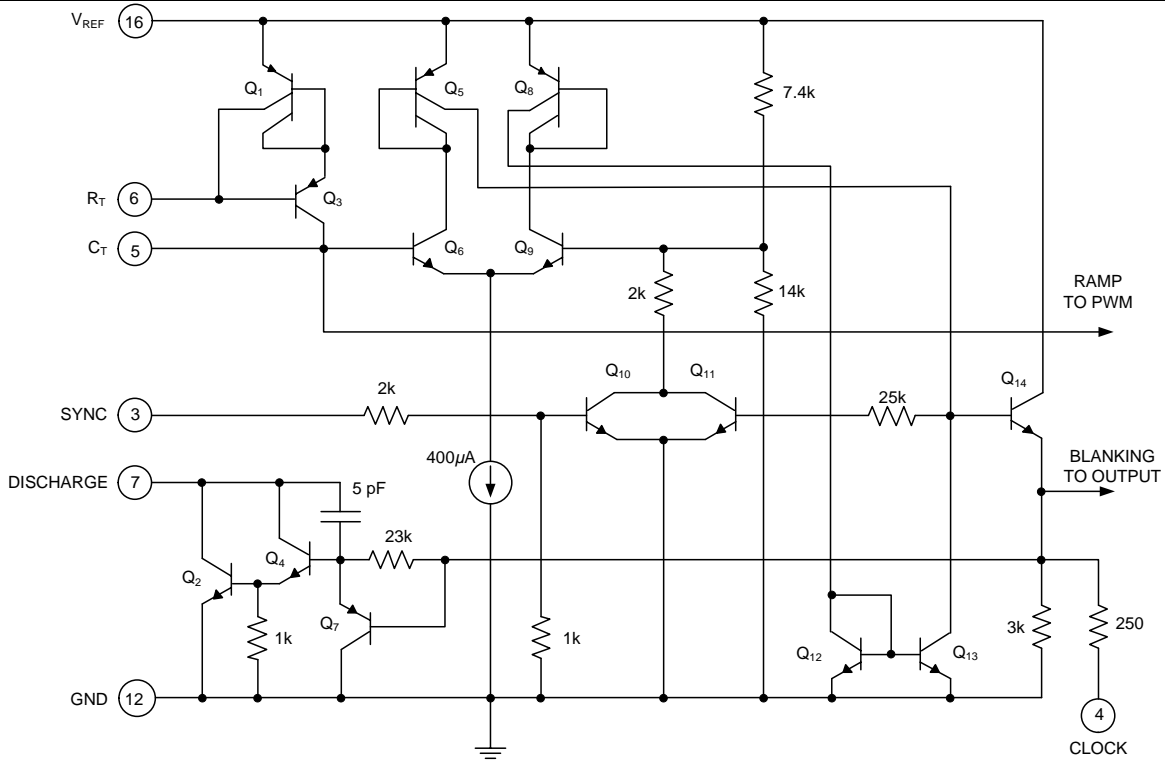 V_REF 16
Q1
Q5
Q8
7.4k
R_T 6
Q3
C_T 5
Q6
Q9
2k
14k
RAMP
TO PWM
Q10
Q11
Q14
2k
25k
SYNC 3
400µA
BLANKING
TO OUTPUT
DISCHARGE 7
5 pF
23k
Q4
Q2
Q7
1k
1k
Q12
Q13
3k
250
GND 12
4
CLOCK